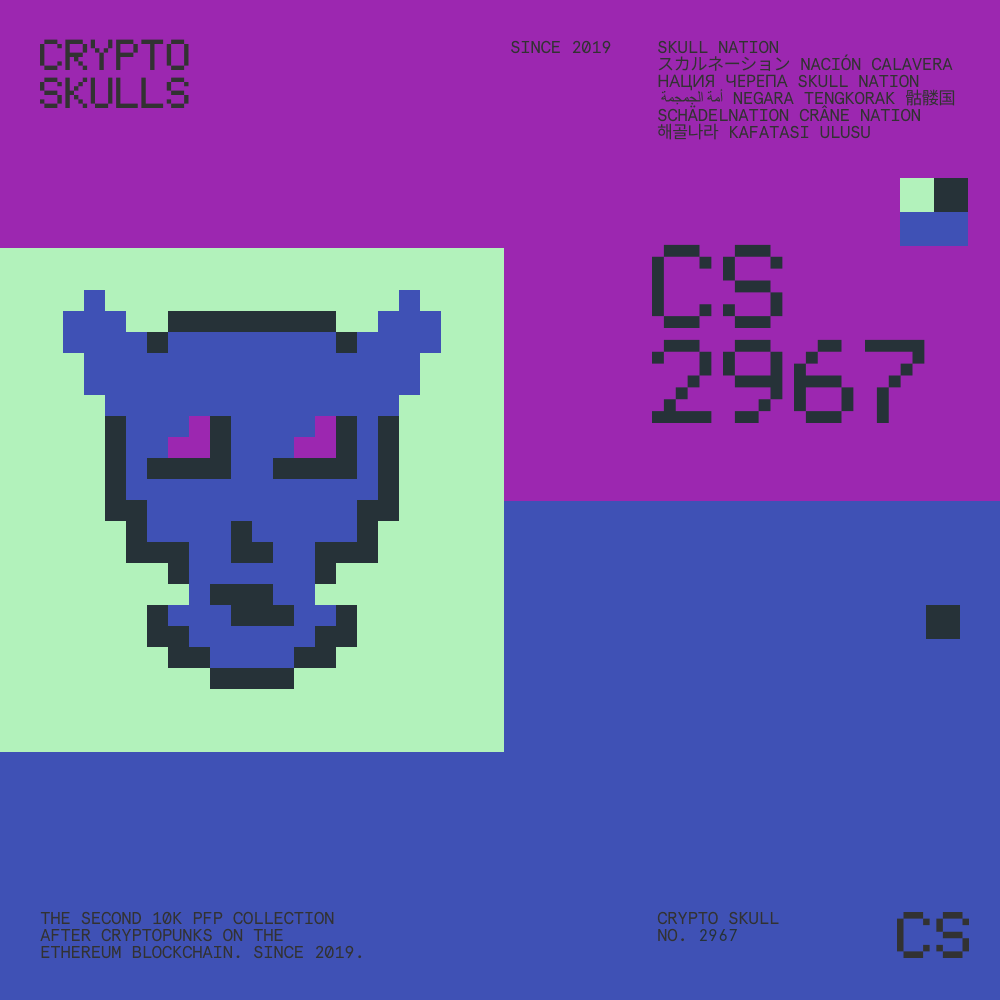 CRYPTO
SKULLS
SINCE 2019
SKULL NATION
スカルネーション NACIÓN CALAVERA
НАЦИЯ ЧЕРЕПА SKULL NATION
أمة الجمجمة NEGARA TENGKORAK 骷髅国
SCHÄDELNATION CRÂNE NATION
해골나라 KAFATASI ULUSU
CS
2967
THE SECOND 10K PFP COLLECTION
AFTER CRYPTOPUNKS ON THE
ETHEREUM BLOCKCHAIN. SINCE 2019.
CRYPTO SKULL
NO. 2967
CS